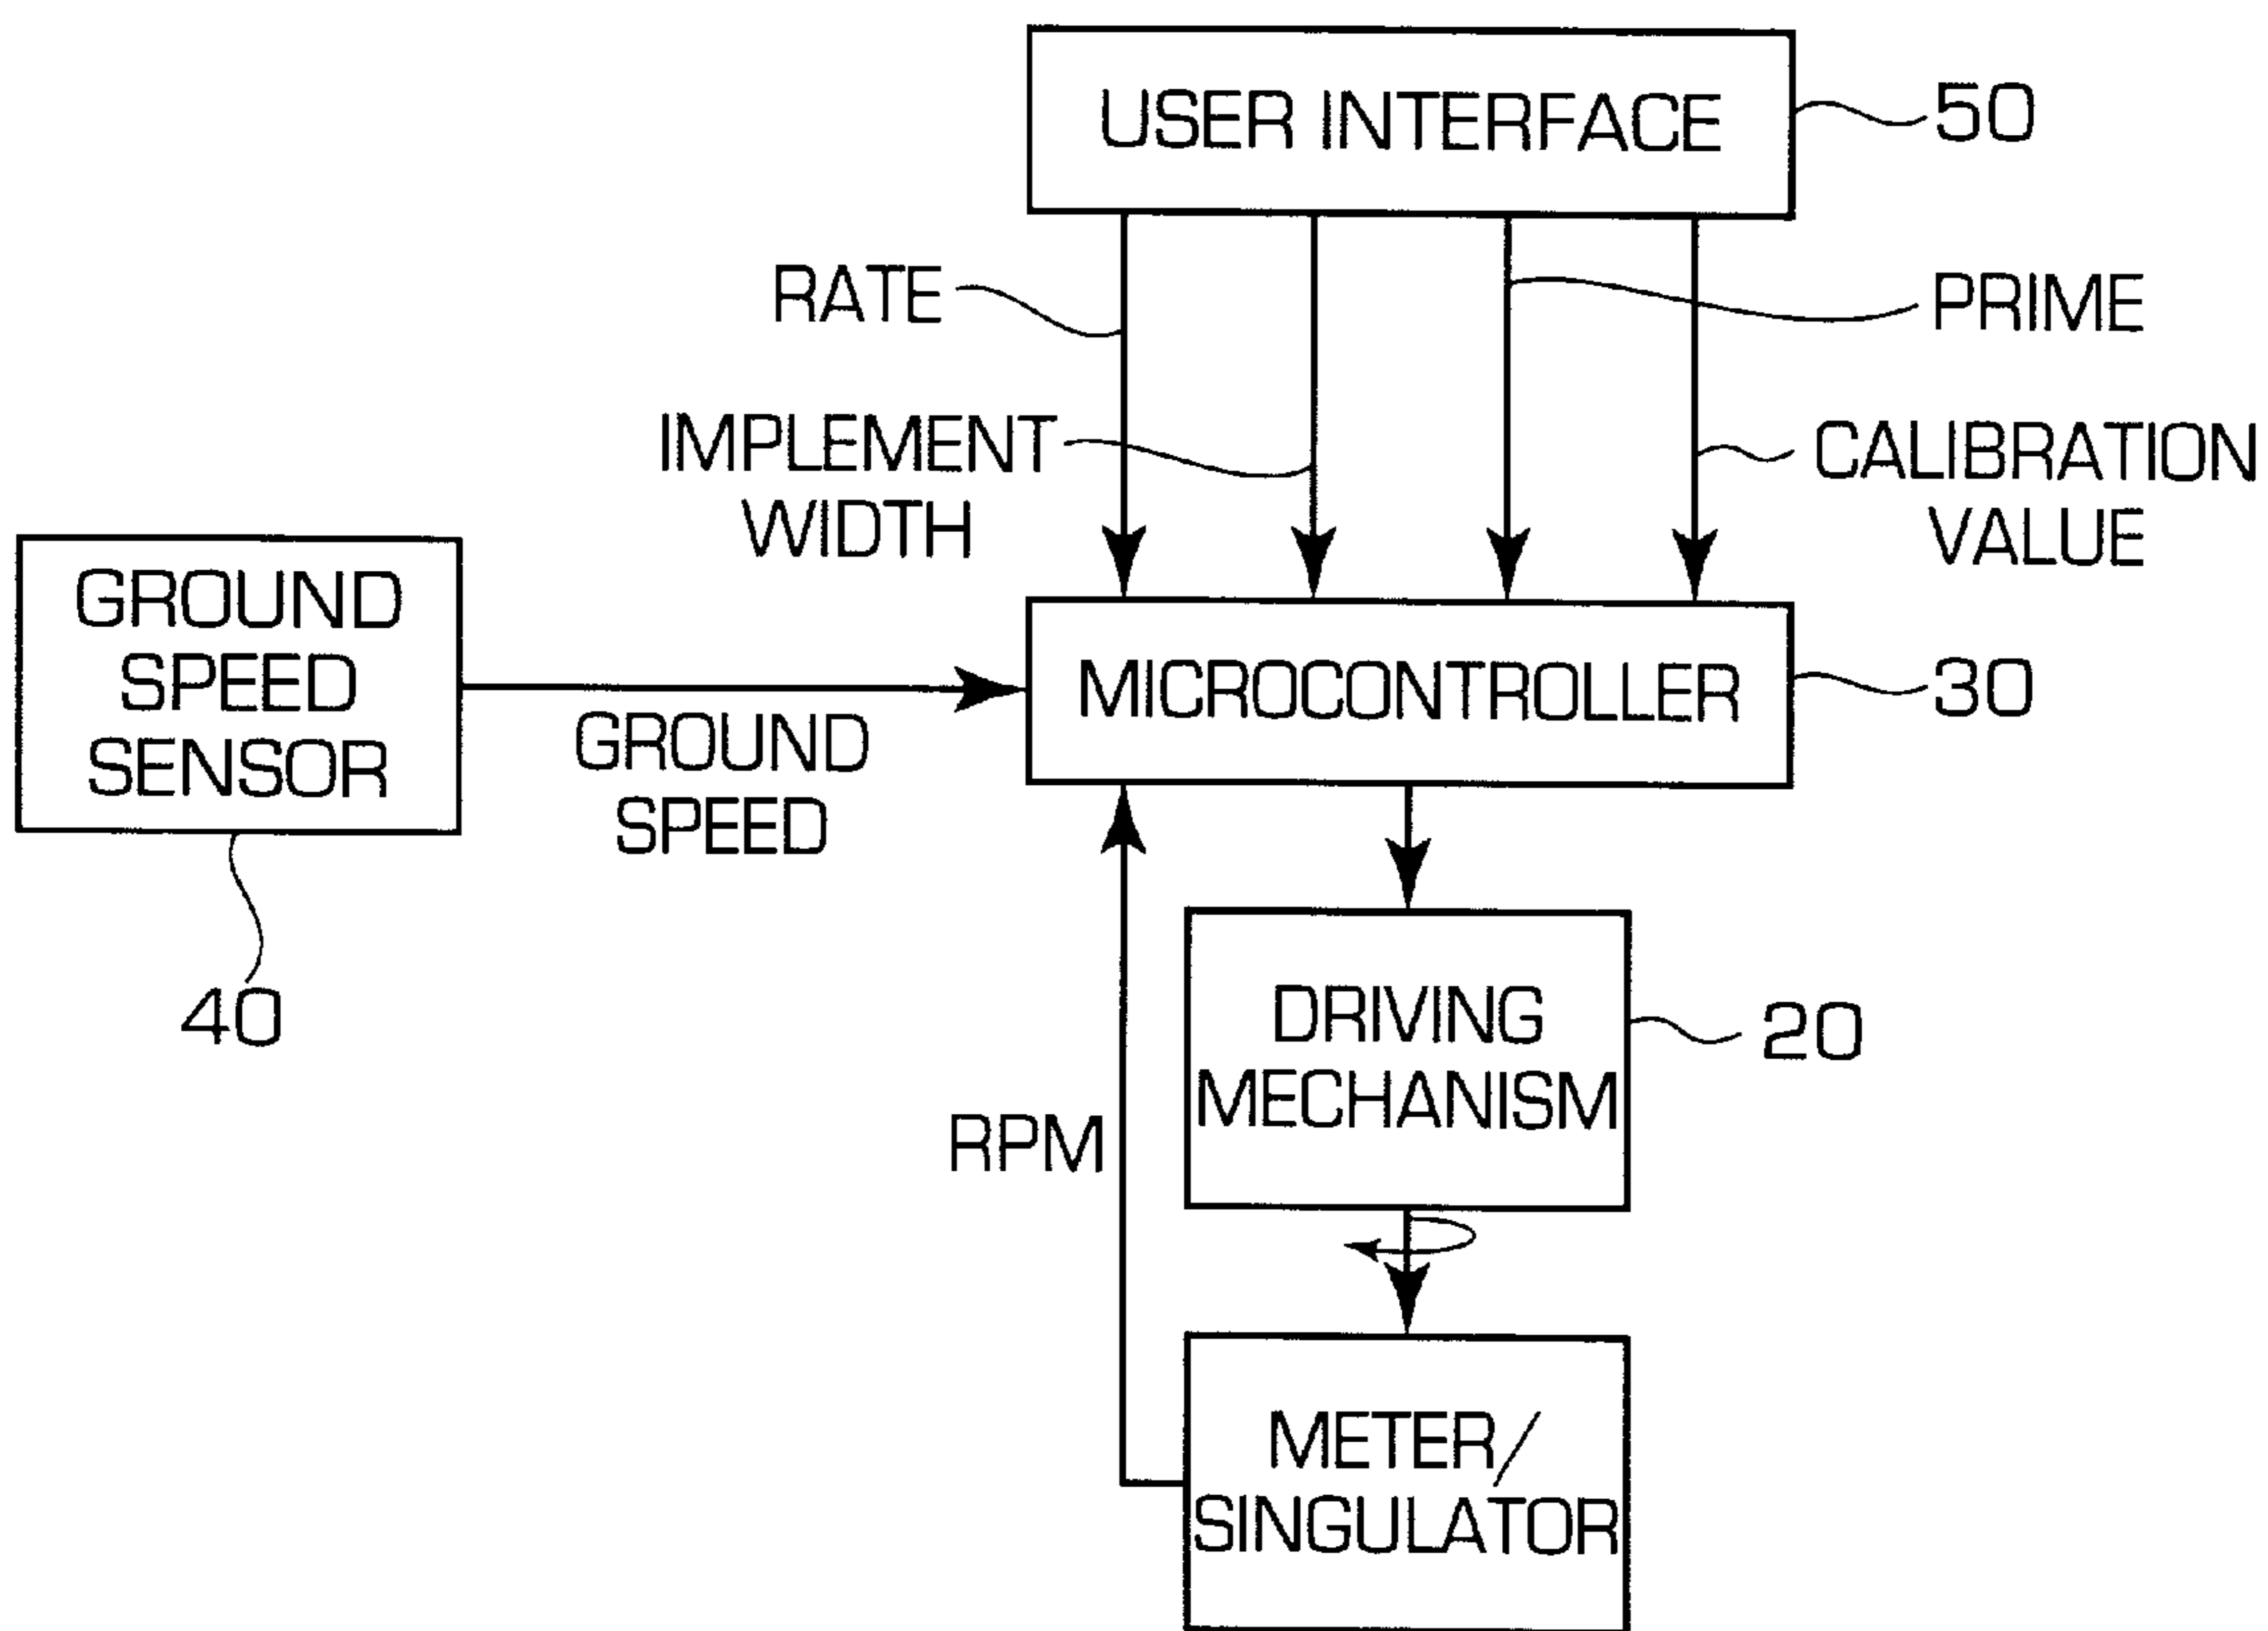 USER INTERFACE
50
RATE
PRIME
IMPLEMENT
WIDTH
CALIBRATION
VALUE
GROUND
SPEED
SENSOR
40
GROUND
SPEED
MICROCONTROLLER
30
DRIVING
MECHANISM
20
RPM
METER/
SINGULATOR